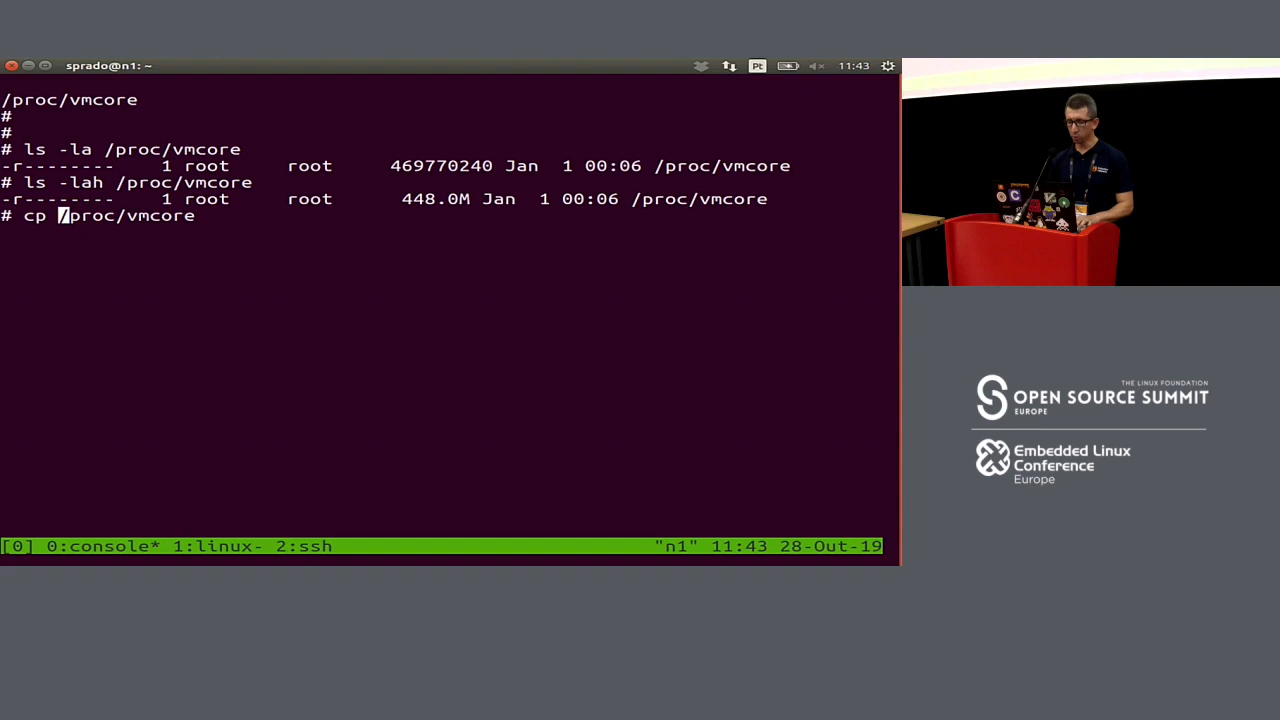 sprado@n1: ~
Pt
11:43
/proc/vmcore
#
#
# ls -la /proc/vmcore
-r-------- 1 root root 469770240 Jan 1 00:06 /proc/vmcore
# ls -lah /proc/vmcore
-r-------- 1 root root 448.0M Jan 1 00:06 /proc/vmcore
# cp /proc/vmcore
[0] 0:console* 1:linux- 2:ssh "n1" 11:43 28-Out-19
THE LINUX FOUNDATION
OPEN SOURCE SUMMIT
EUROPE
Embedded Linux
Conference
Europe